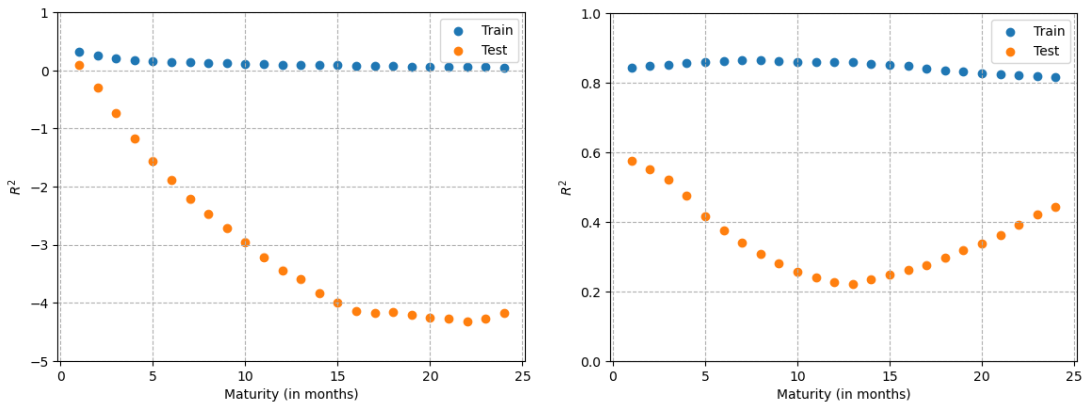 1
0
−1
−2
−3
−4
−5
R²
0 5 10 15 20 25
Maturity (in months)
Train
Test
1.0
0.8
0.6
0.4
0.2
0.0
R²
0 5 10 15 20 25
Maturity (in months)
Train
Test